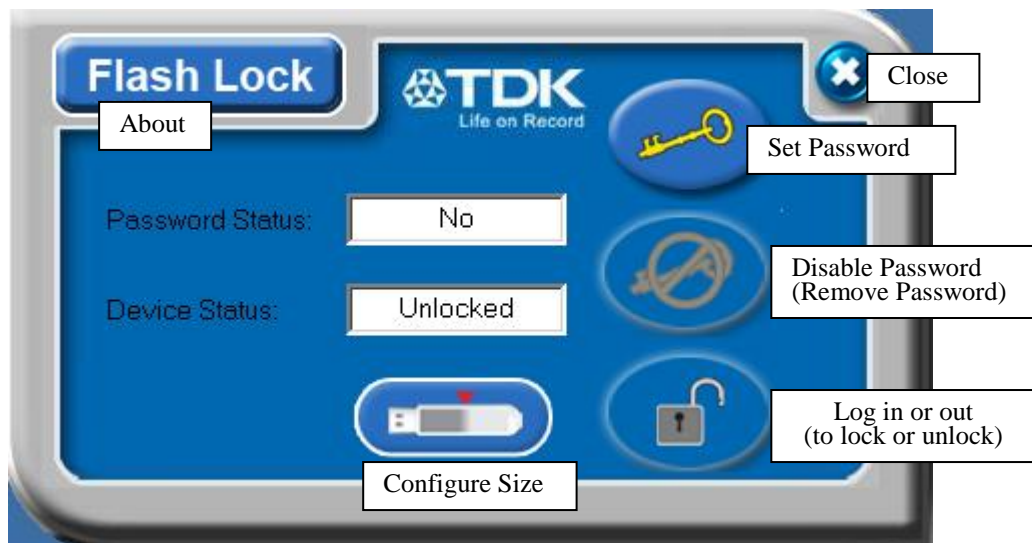 Flash Lock
About
TDK
Life on Record
Close
Set Password
Password Status: No
Disable Password
(Remove Password)
Device Status: Unlocked
Log in or out
(to lock or unlock)
Configure Size